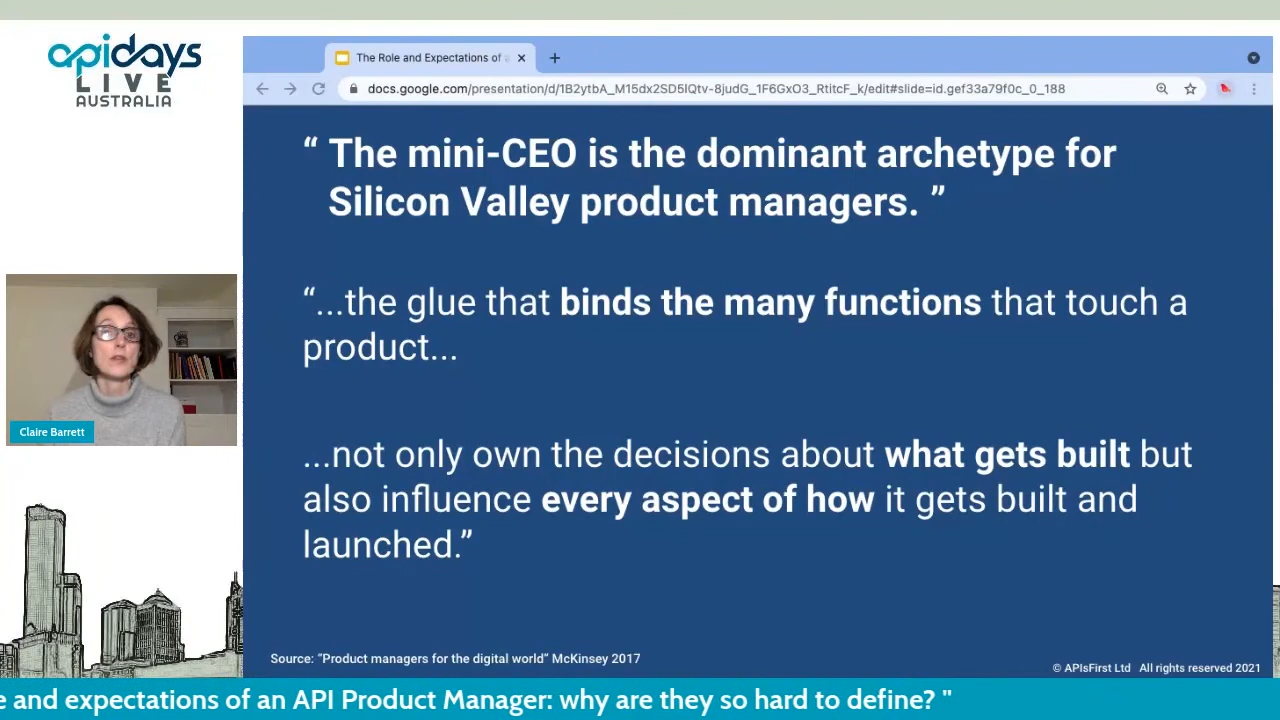 apidays
LIVE
AUSTRALIA
The Role and Expectations of a
docs.google.com/presentation/d/1B2ytbA_M15dx2SD5IQtv-8judG_1F6GxO3_RtitcF_k/edit#slide=id.gef33a79f0c_0_188
“ The mini-CEO is the dominant archetype for
Silicon Valley product managers. ”
“...the glue that binds the many functions that touch a
product...
...not only own the decisions about what gets built but
also influence every aspect of how it gets built and
launched.”
Claire Barrett
Source: “Product managers for the digital world” McKinsey 2017
© APIsFirst Ltd All rights reserved 2021
e and expectations of an API Product Manager: why are they so hard to define? "